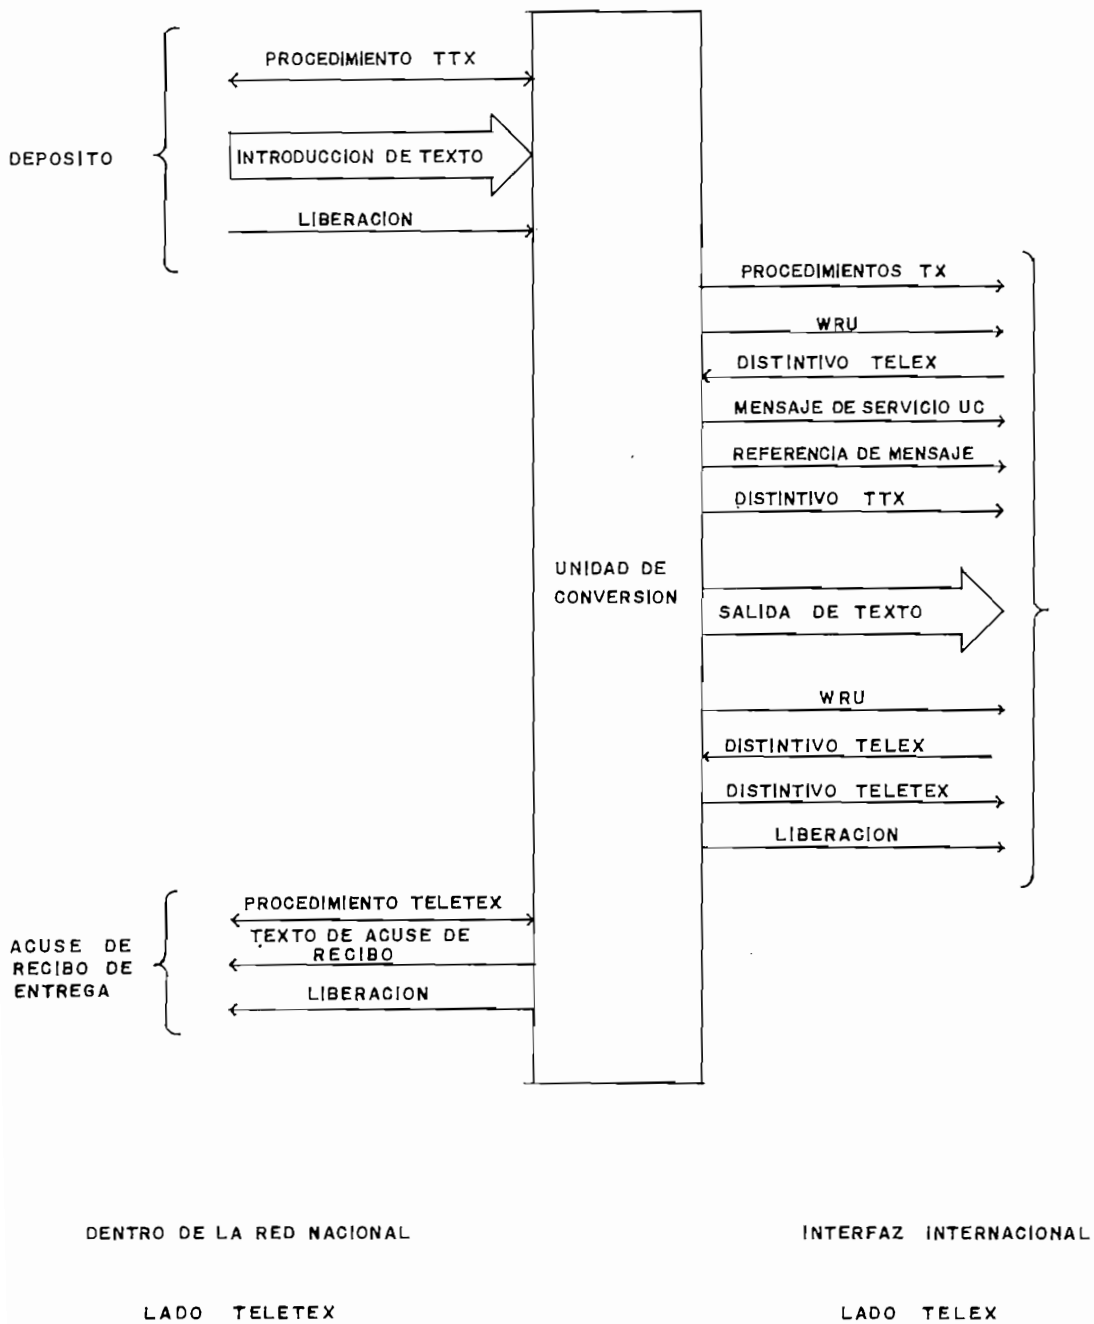 PROCEDIMIENTO TTX
DEPOSITO
INTRODUCCION DE TEXTO
LIBERACION
PROCEDIMIENTOS TX
WRU
DISTINTIVO TELEX
MENSAJE DE SERVICIO UC
REFERENCIA DE MENSAJE
DISTINTIVO TTX
UNIDAD DE
CONVERSION
SALIDA DE TEXTO
WRU
DISTINTIVO TELEX
DISTINTIVO TELETEX
LIBERACION
PROCEDIMIENTO TELETEX
TEXTO DE ACUSE DE
RECIBO
LIBERACION
ACUSE DE
RECIBO DE
ENTREGA
DENTRO DE LA RED NACIONAL
INTERFAZ INTERNACIONAL
LADO TELETEX
LADO TELEX